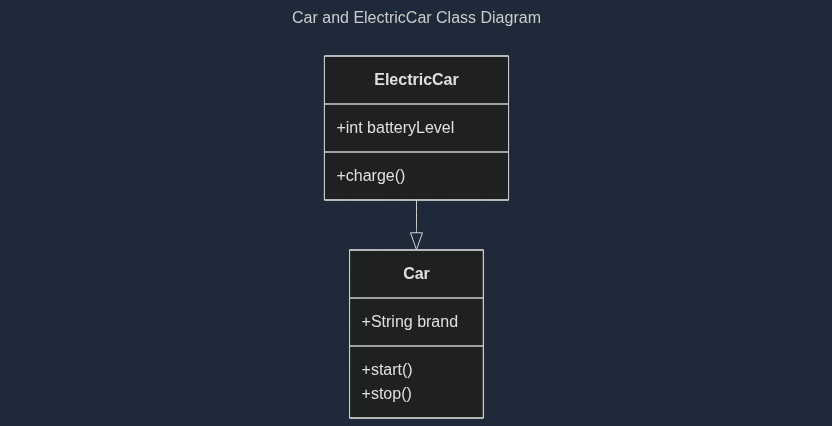 Car and ElectricCar Class Diagram
ElectricCar
+int batteryLevel
+charge()
Car
+String brand
+start()
+stop()